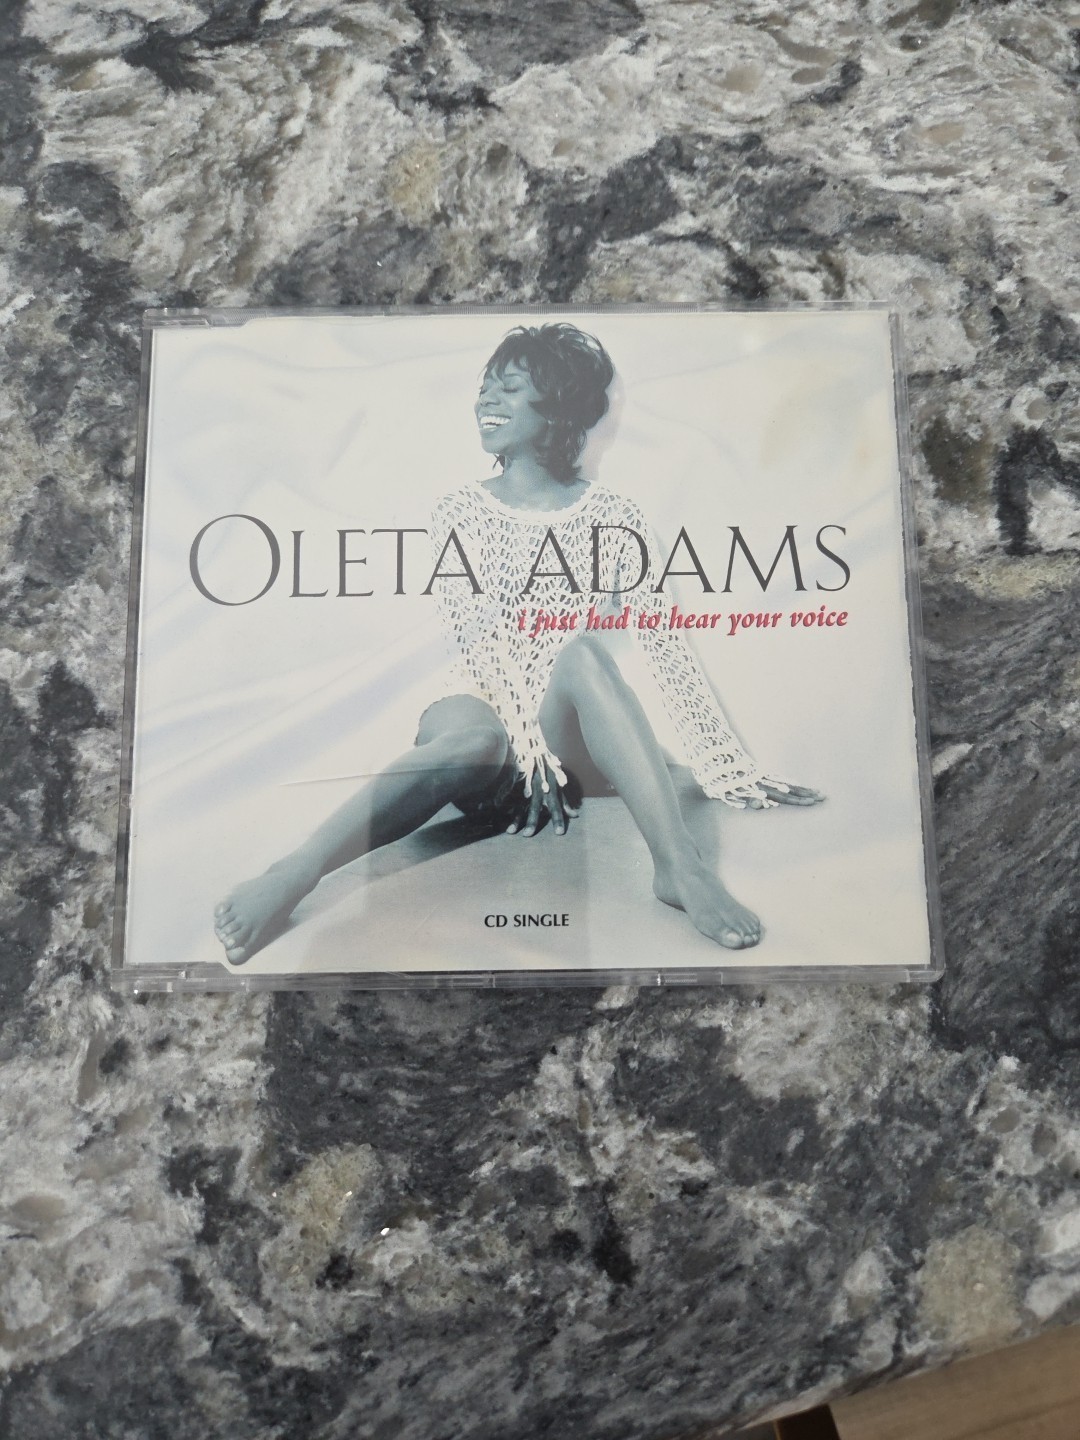 OLETA ADAMS
i just had to hear your voice
CD SINGLE